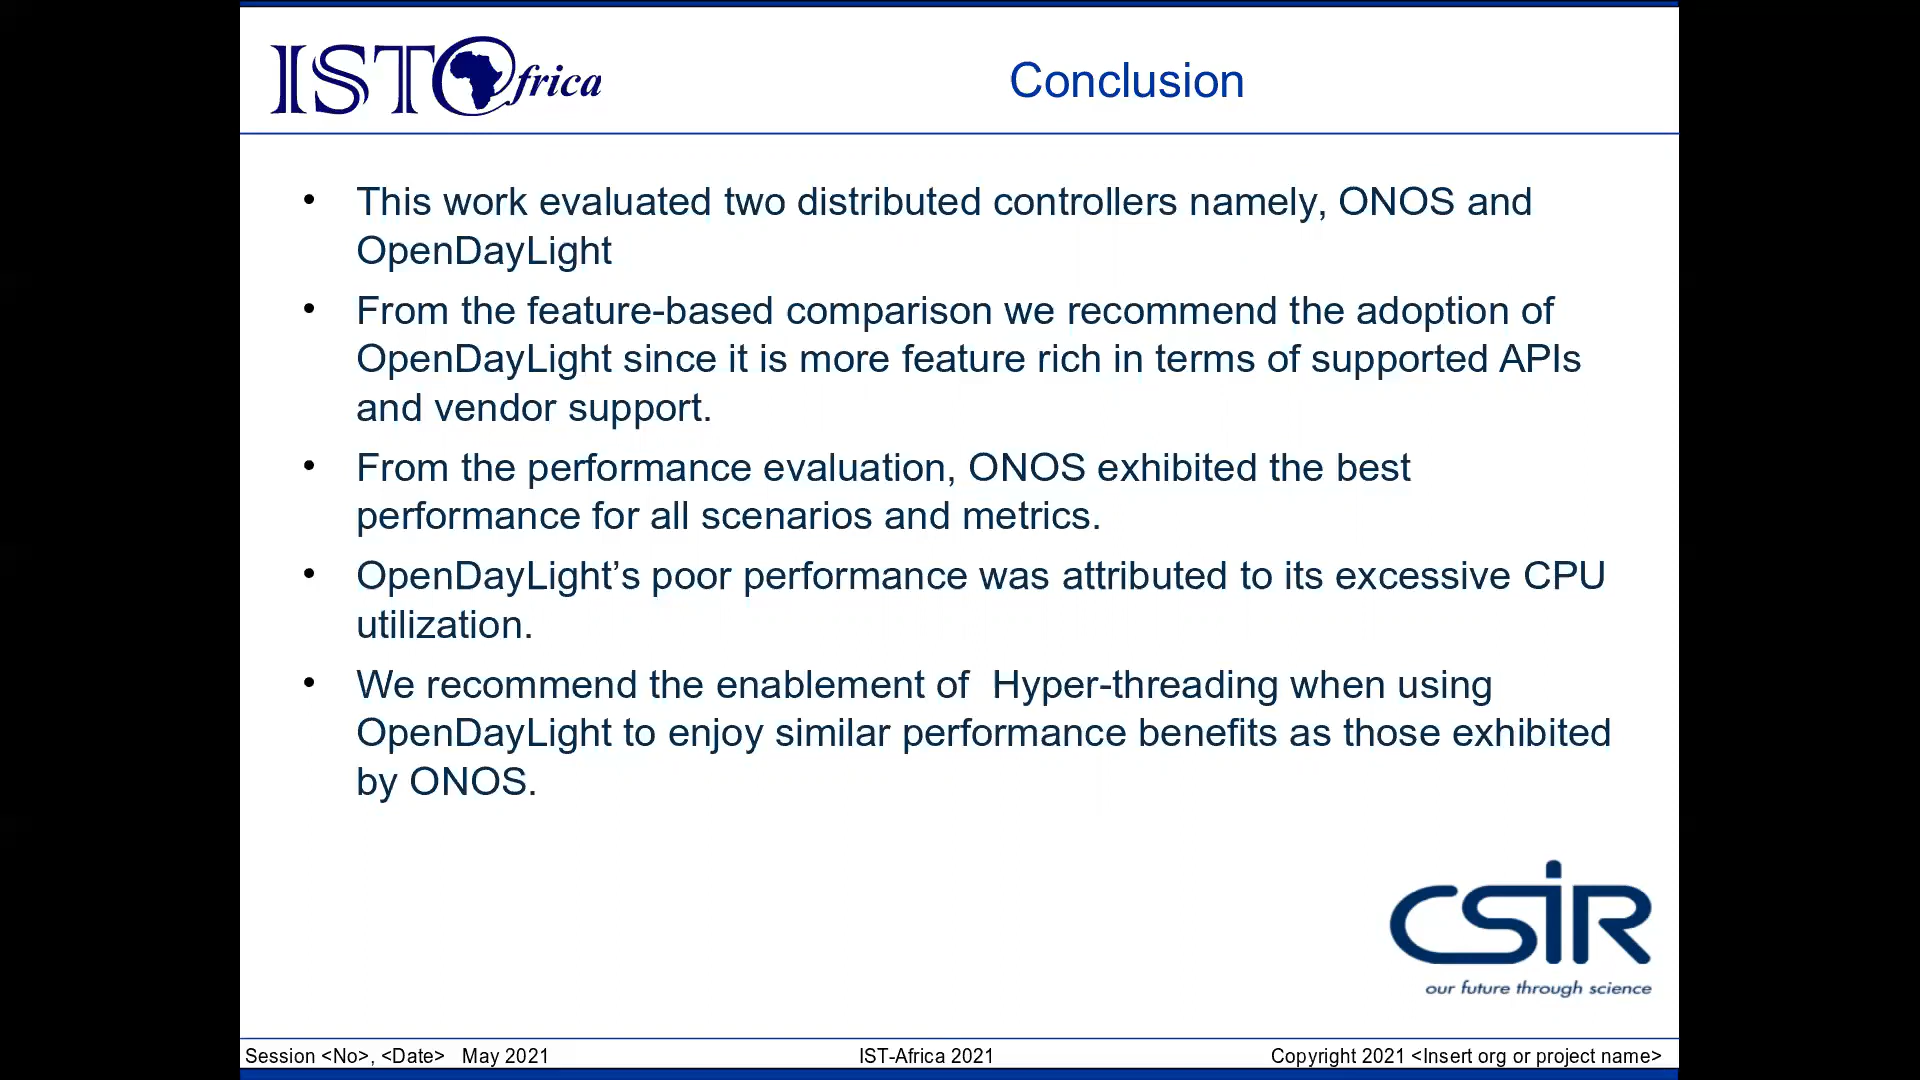 IST@frica
Conclusion
• This work evaluated two distributed controllers namely, ONOS and
OpenDayLight
• From the feature-based comparison we recommend the adoption of
OpenDayLight since it is more feature rich in terms of supported APIs
and vendor support.
• From the performance evaluation, ONOS exhibited the best
performance for all scenarios and metrics.
• OpenDayLight’s poor performance was attributed to its excessive CPU
utilization.
• We recommend the enablement of  Hyper-threading when using
OpenDayLight to enjoy similar performance benefits as those exhibited
by ONOS.
CSIR
our future through science
Session <No>, <Date> May 2021
IST-Africa 2021
Copyright 2021 <Insert org or project name>